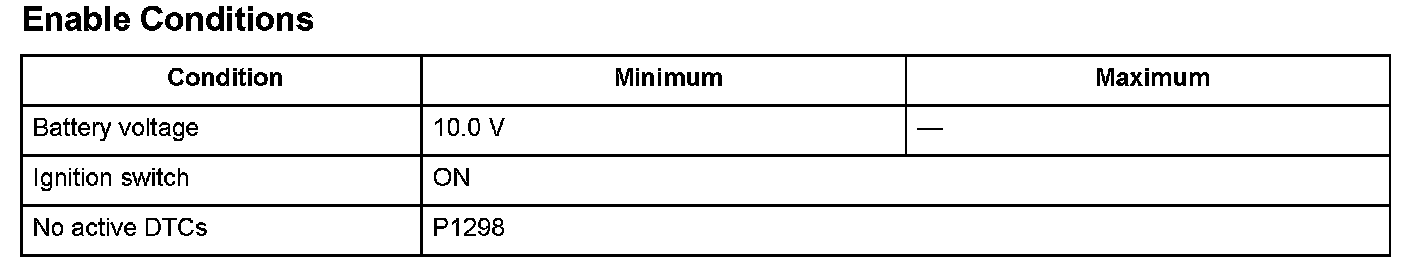 Enable Conditions
Condition Minimum Maximum
Battery voltage 10.0 V —
Ignition switch ON
No active DTCs P1298